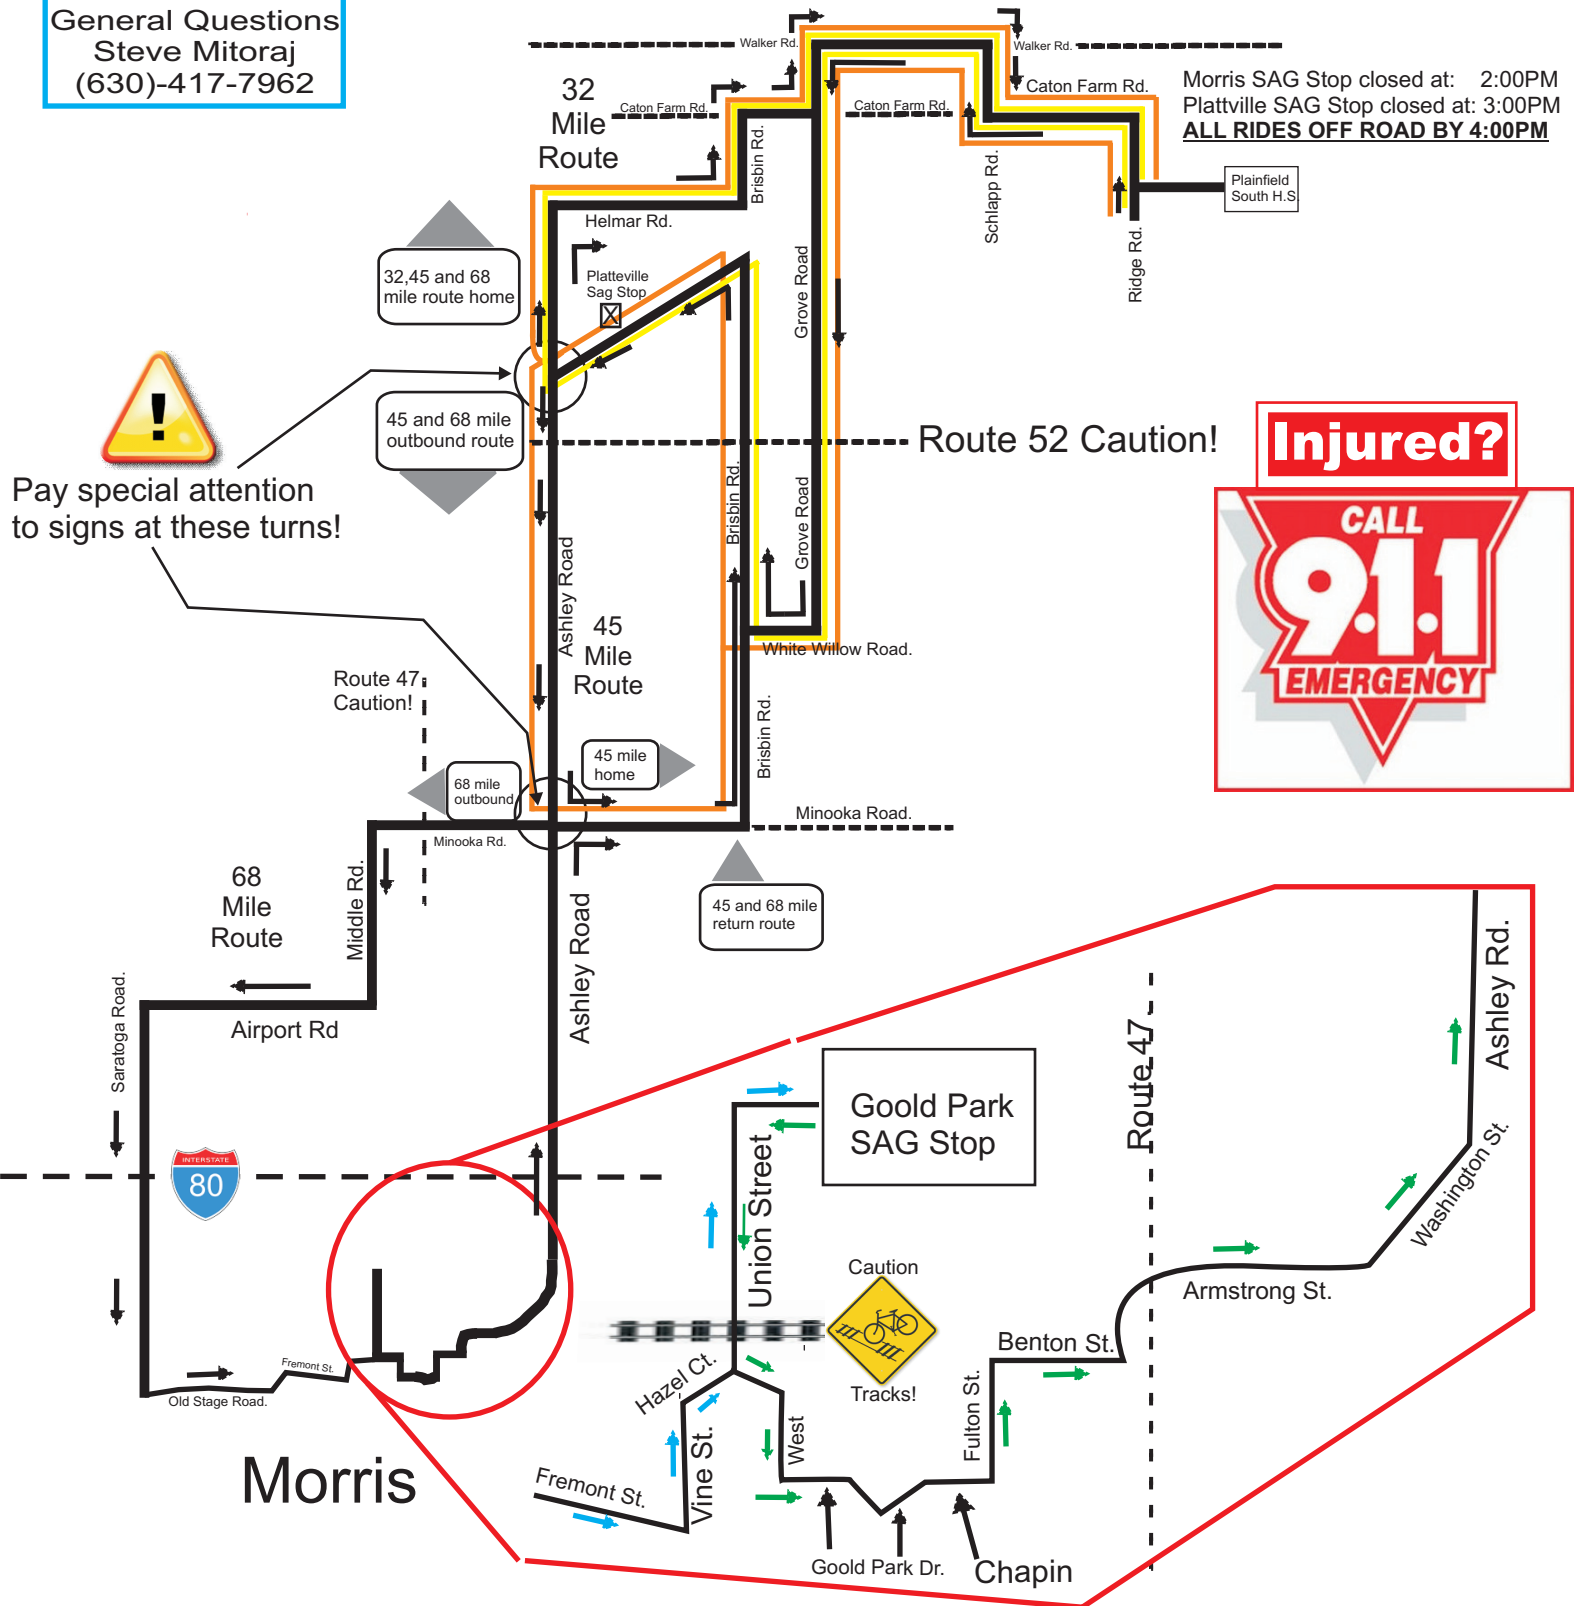 General Questions
Steve Mitoraj
(630)-417-7962
32
Mile
Route
Walker Rd.
Walker Rd.
Caton Farm Rd.
Caton Farm Rd.
Caton Farm Rd.
Morris SAG Stop closed at: 2:00PM
Plattville SAG Stop closed at: 3:00PM
ALL RIDES OFF ROAD BY 4:00PM
Brisbin Rd.
Schlapp Rd.
Plainfield
South H.S.
Ridge Rd.
Helmar Rd.
Platteville
Sag Stop
X
Grove Road
32,45 and 68
mile route home
45 and 68 mile
outbound route
!
Pay special attention
to signs at these turns!
Route 52 Caution!
Injured?
CALL
9.1.1
EMERGENCY
Brisbin Rd.
Grove Road
Ashley Road
45
Mile
Route
White Willow Road.
Route 47
Caution!
Brisbin Rd.
45 mile
home
68 mile
outbound
Minooka Rd.
Minooka Road.
45 and 68 mile
return route
68
Mile
Route
Middle Rd.
Ashley Road
Saratoga Road.
Airport Rd
INTERSTATE
80
Fremont St.
Old Stage Road.
Morris
Goold Park
SAG Stop
Union Street
Route 47
Ashley Rd.
Washington St.
Armstrong St.
Caution
Tracks!
Benton St.
Hazel Ct.
Vine St.
Fremont St.
West
Fulton St.
Goold Park Dr.
Chapin